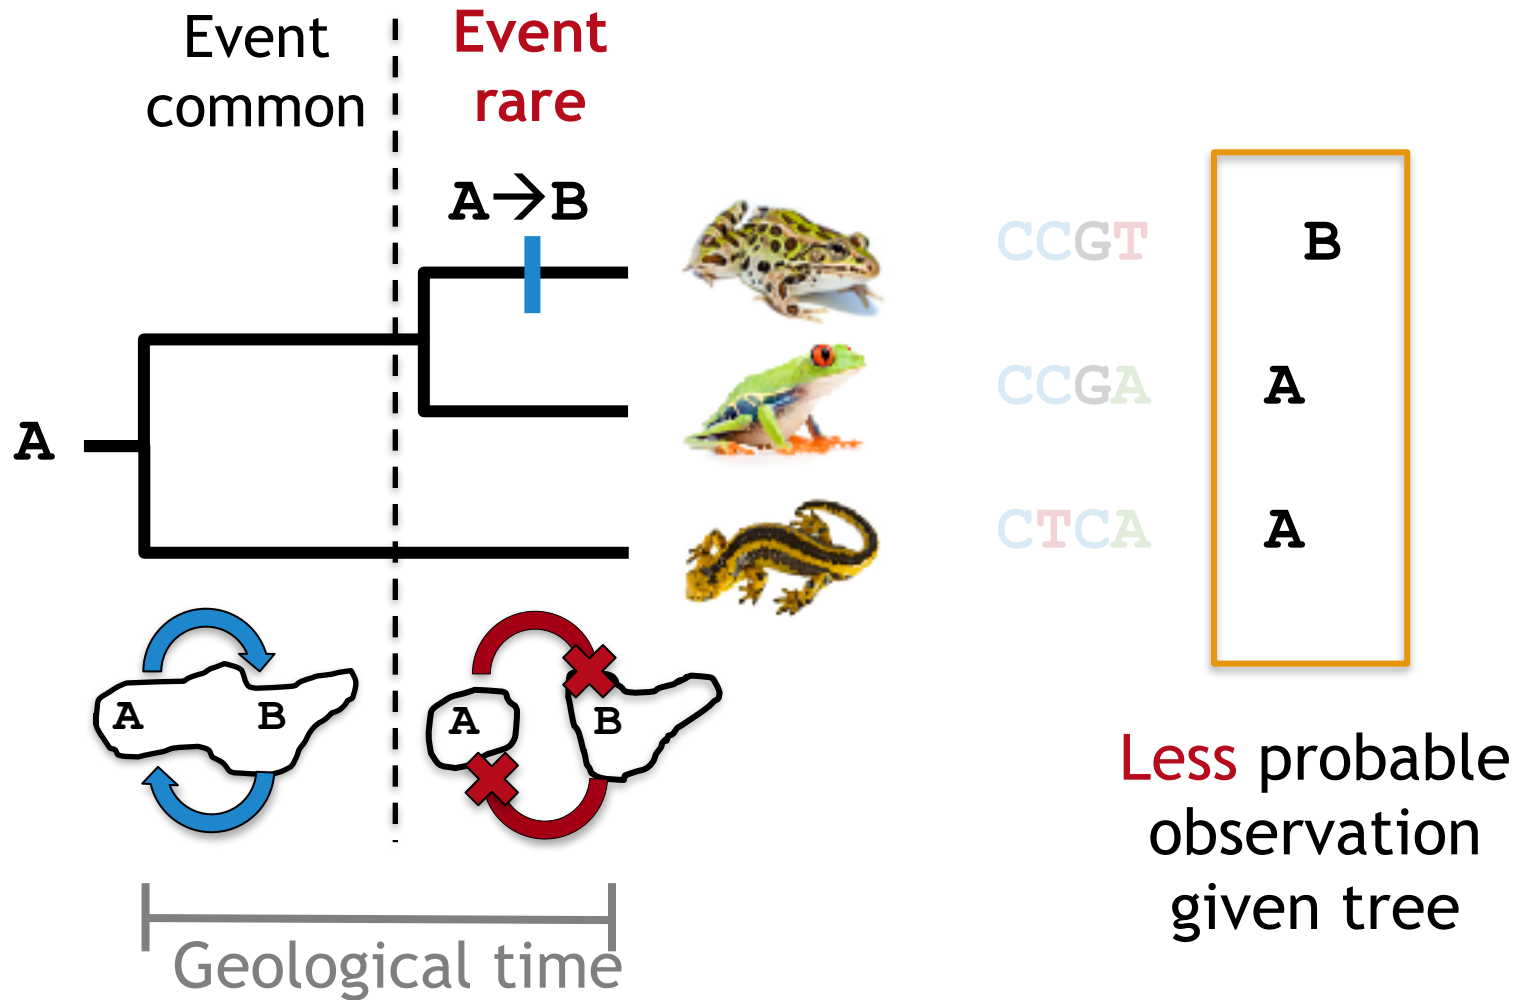 Event
common
Event
rare
A→B
CCGT
B
CCGA
A
A
CTCA
A
A
B
A
B
Less probable
observation
given tree
Geological time